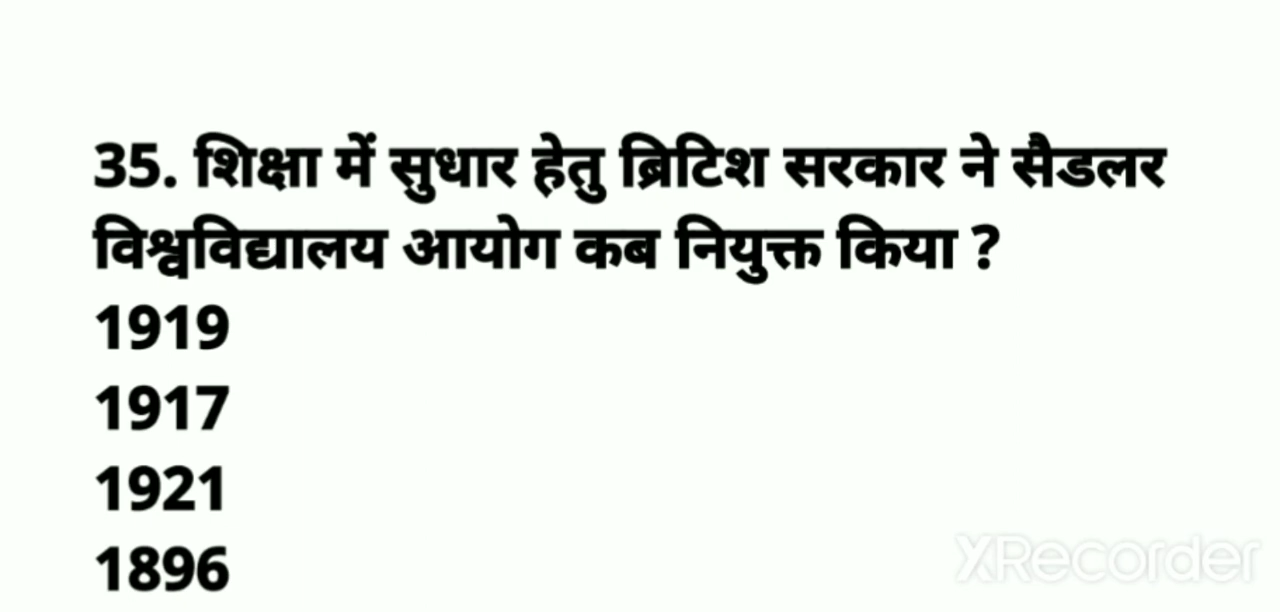 35. शिक्षा में सुधार हेतु ब्रिटिश सरकार ने सैडलर
विश्वविद्यालय आयोग कब नियुक्त किया ?
1919
1917
1921
1896
XRecorder